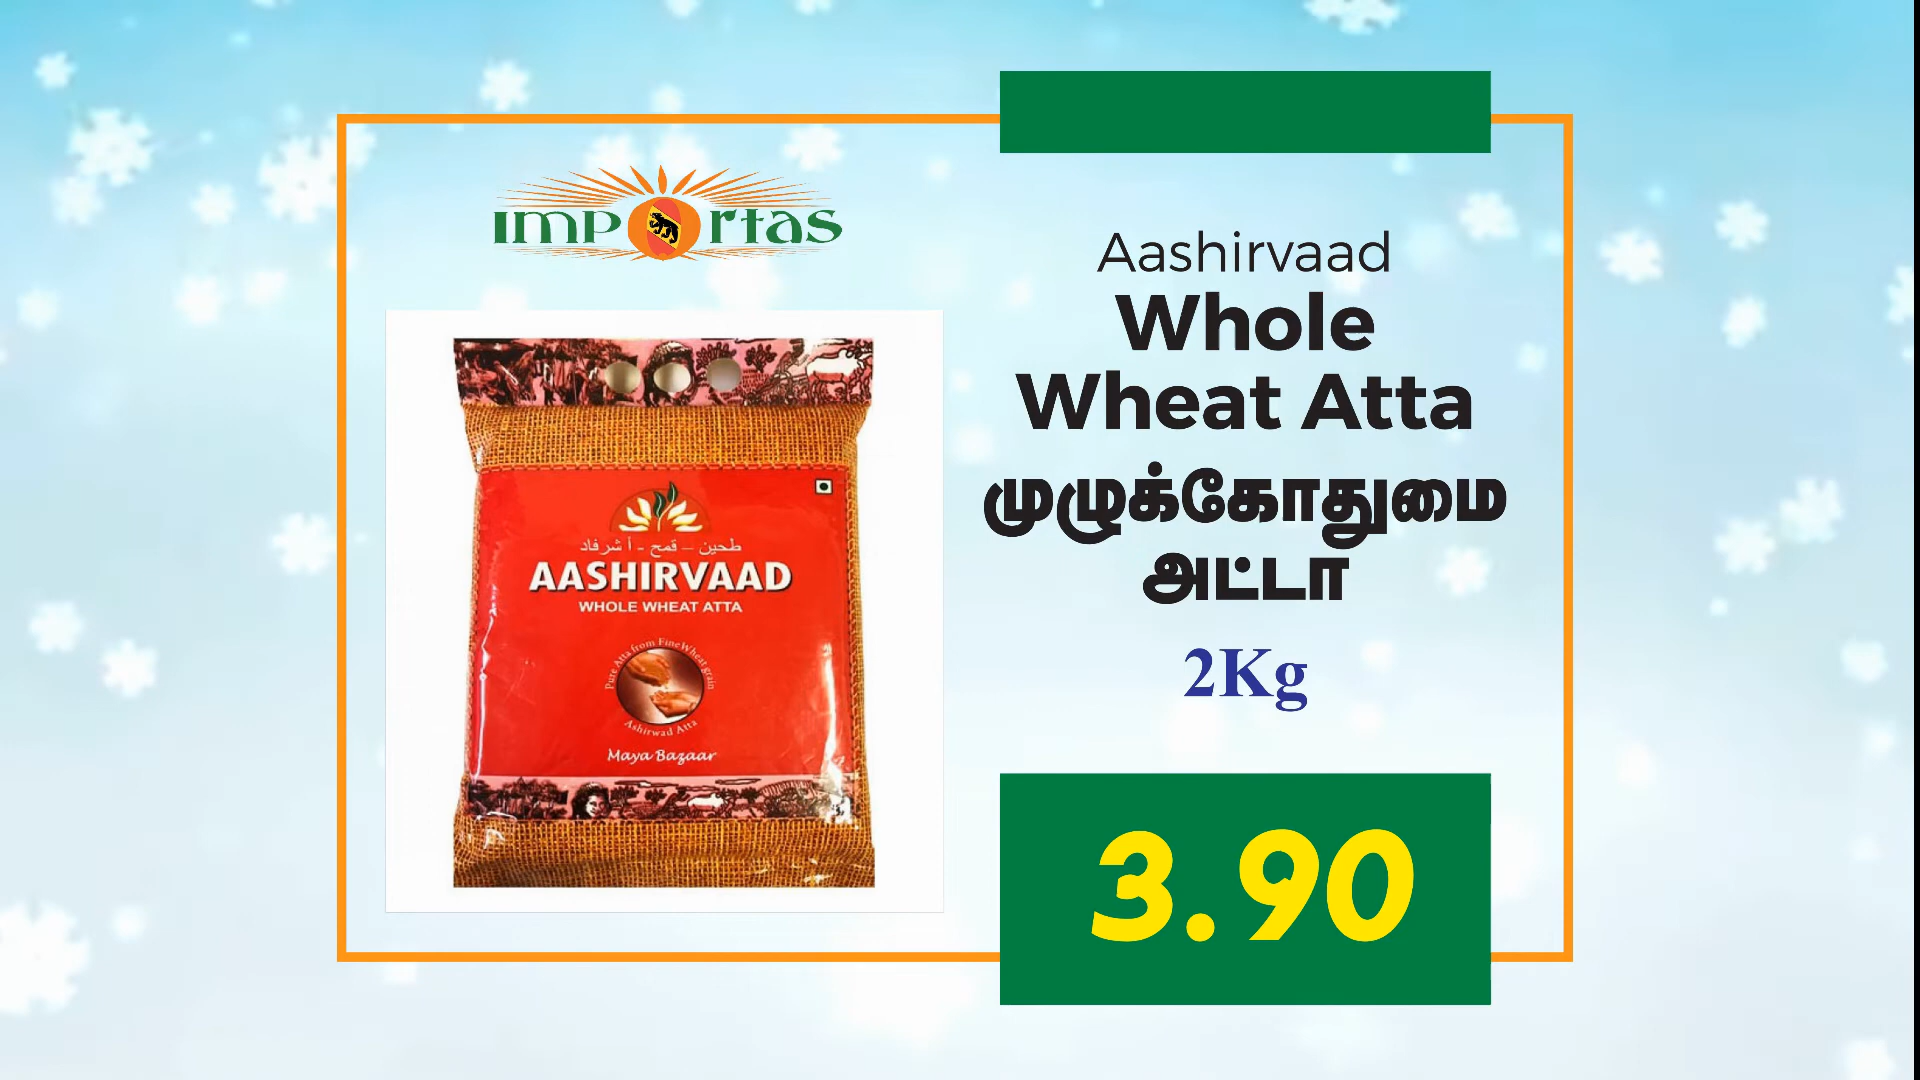 ımportas
Aashirvaad
Whole
Wheat Atta
முழுக்கோதுமை
அட்டா
2Kg
3.90
طحين – قمح - أ شرفاد
AASHIRVAAD
WHOLE WHEAT ATTA
Pure Atta from Fine Wheat grain
Ashirwad Atta
Maya Bazaar